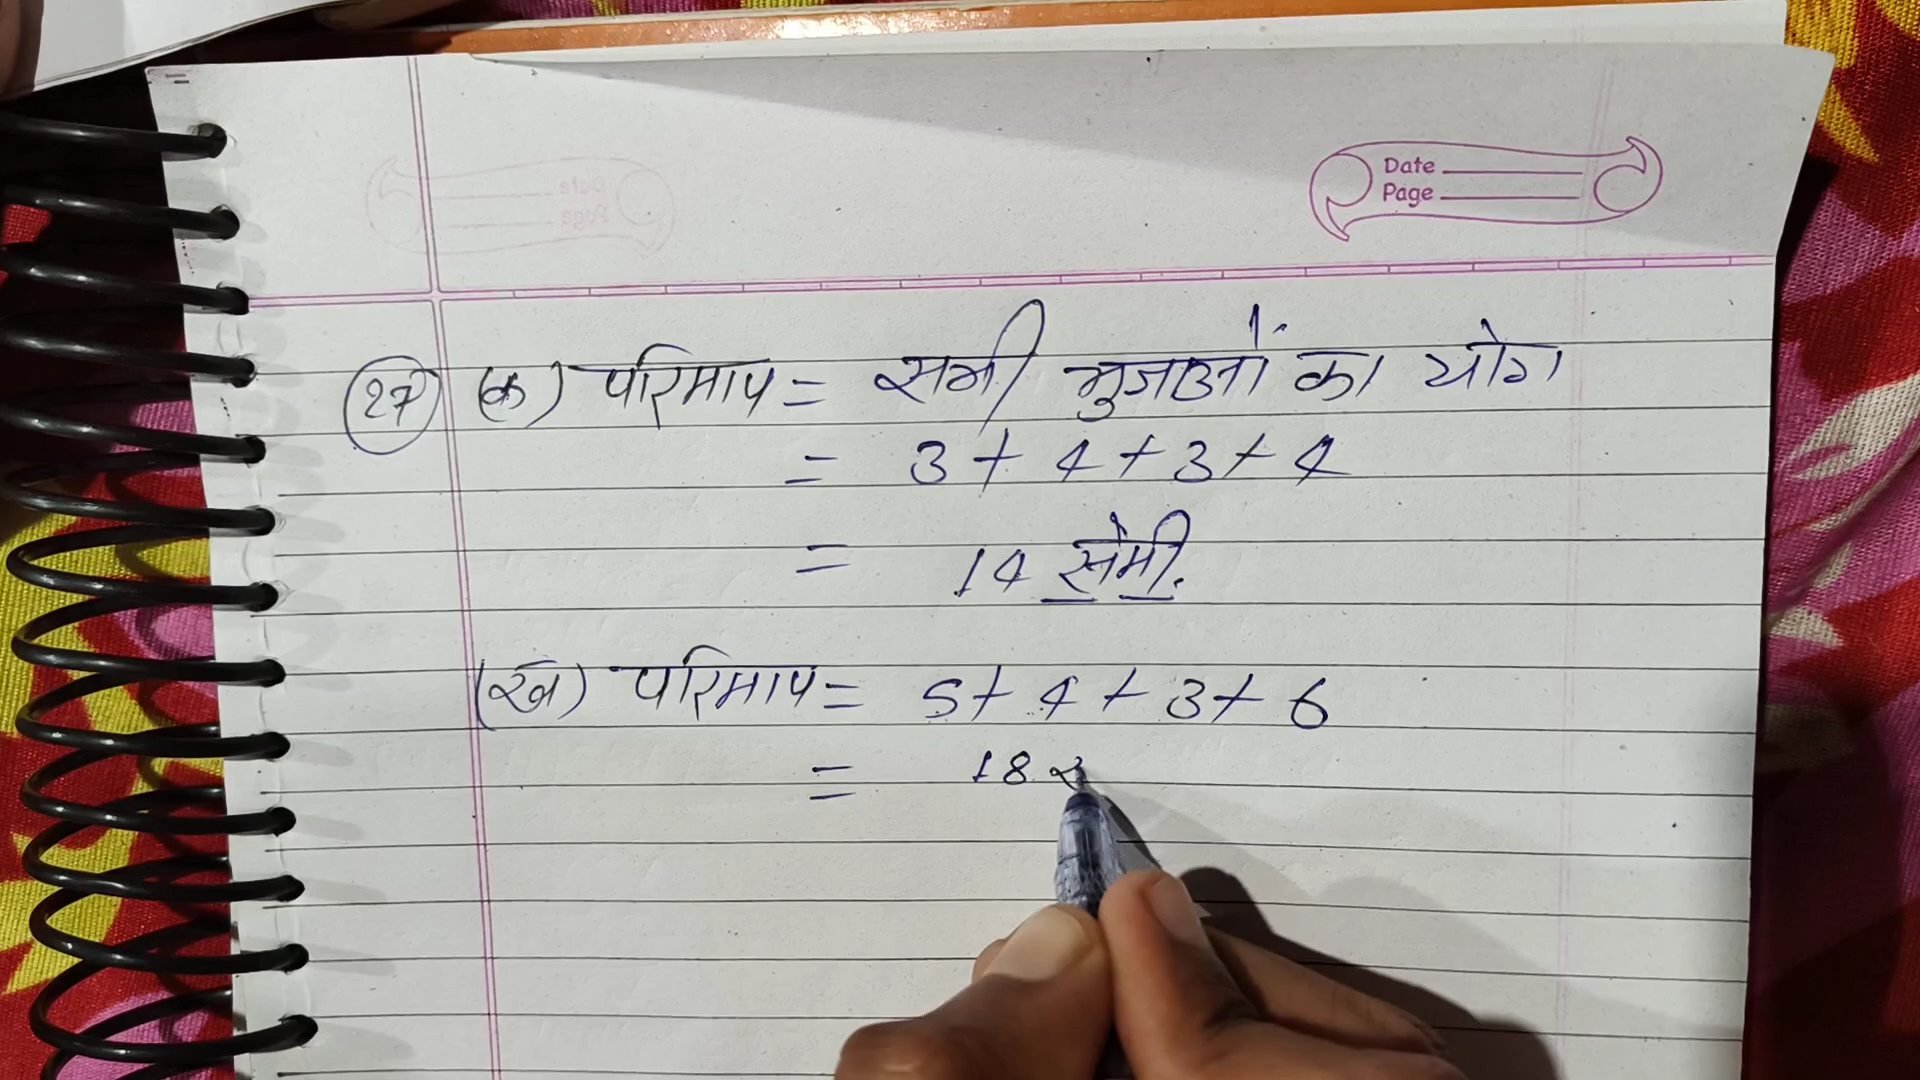 Date
Page
27 (क) परिमाप = सभी भुजाओं का योग
= 3 + 4 + 3 + 4
= 14 सेमी.
(ख) परिमाप = 5 + 4 + 3 + 6
= 18